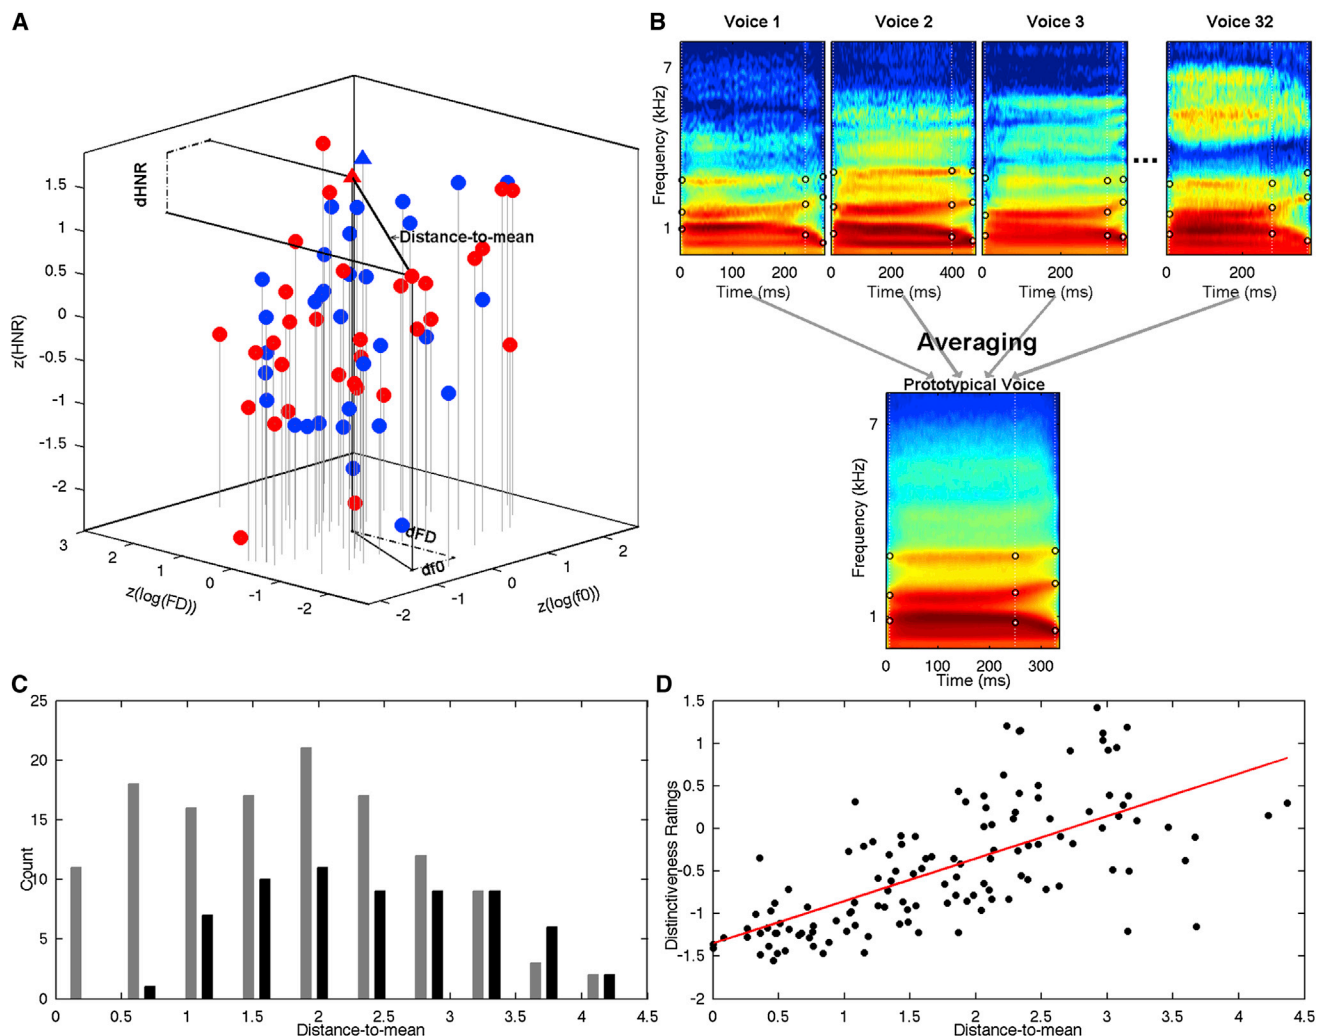 A
dHNR
Distance-to-mean
z(HNR)
1.5
1
0.5
0
-0.5
-1
-1.5
-2
dFD
df0
3
2
1
0
-1
-2
z(log(FD))
-2
-1
0
1
2
z(log(f0))
B
Voice 1 Voice 2 Voice 3 Voice 32
Frequency (kHz)
7
1
0 100 200
0 200 400
0 200
200
Time (ms) Time (ms) Time (ms) Time (ms)
Averaging
Prototypical Voice
Frequency (kHz)
7
1
0 100 200 300
Time (ms)
C
Count
25
20
15
10
5
0
0 0.5 1 1.5 2 2.5 3 3.5 4 4.5
Distance-to-mean
D
Distinctiveness Ratings
1.5
1
0.5
0
-0.5
-1
-1.5
-2
0 0.5 1 1.5 2 2.5 3 3.5 4 4.5
Distance-to-mean